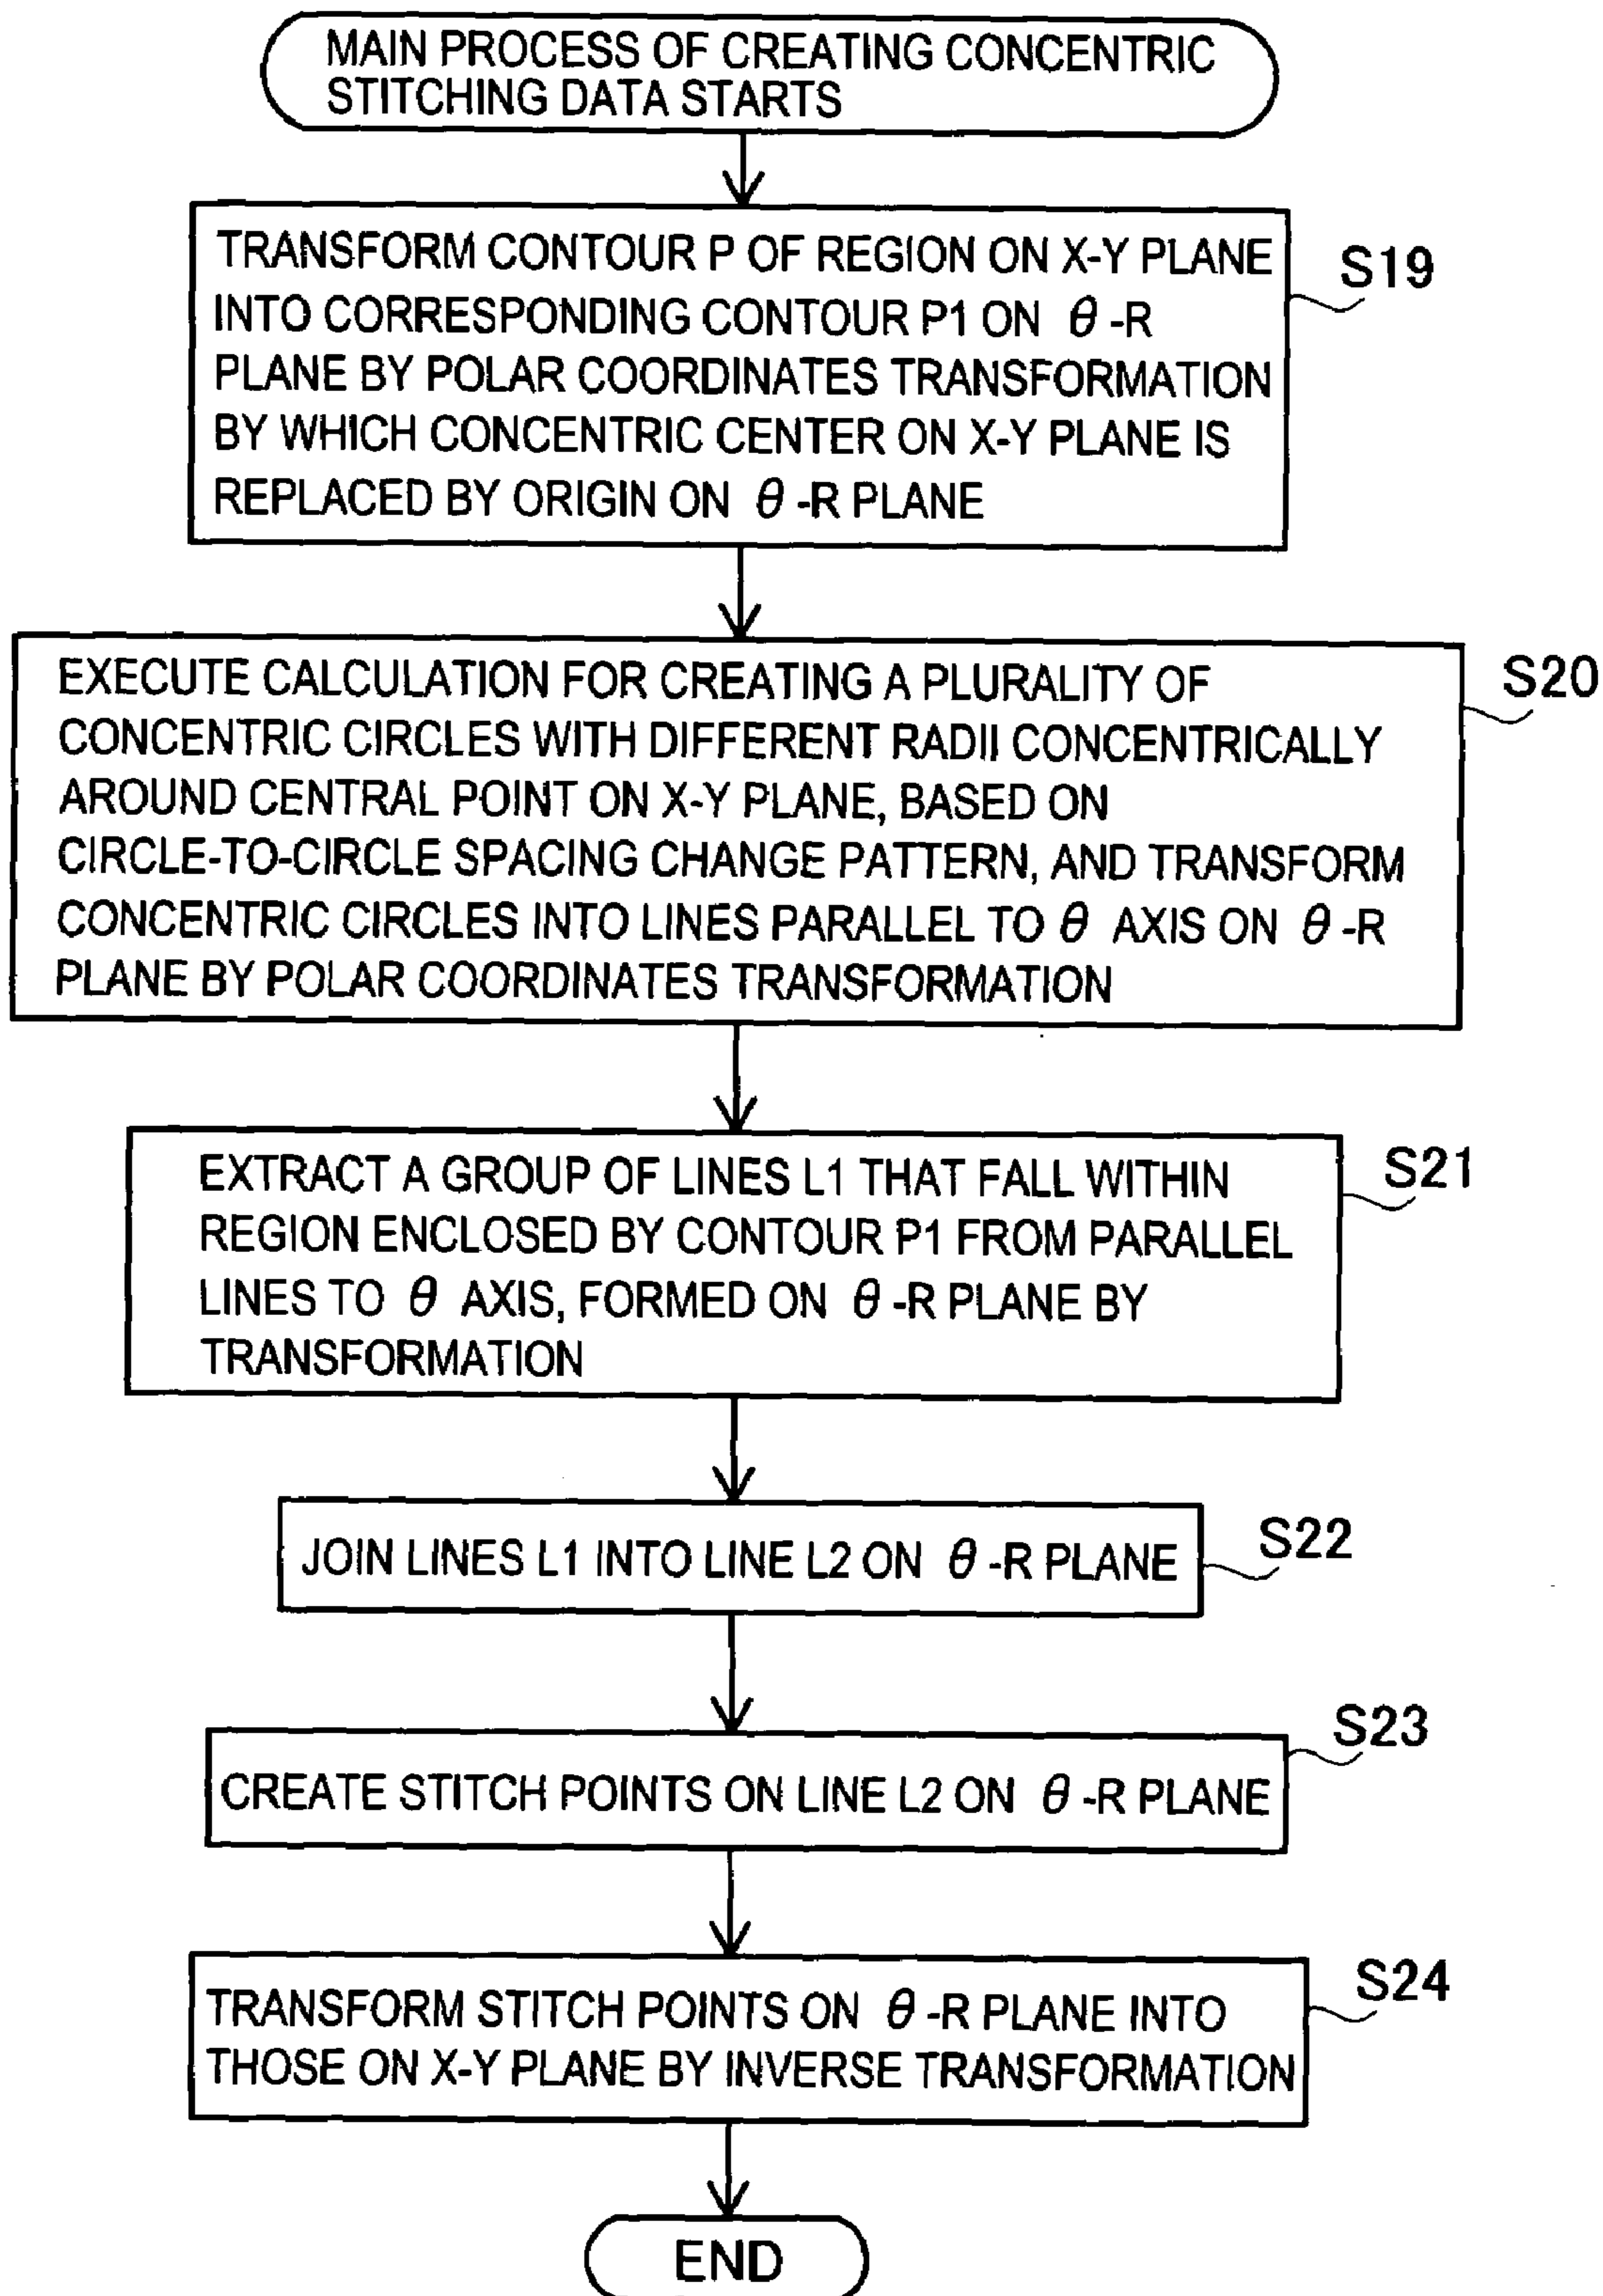 MAIN PROCESS OF CREATING CONCENTRIC
STITCHING DATA STARTS
TRANSFORM CONTOUR P OF REGION ON X-Y PLANE
INTO CORRESPONDING CONTOUR P1 ON θ-R
PLANE BY POLAR COORDINATES TRANSFORMATION
BY WHICH CONCENTRIC CENTER ON X-Y PLANE IS
REPLACED BY ORIGIN ON θ-R PLANE
S19
EXECUTE CALCULATION FOR CREATING A PLURALITY OF
CONCENTRIC CIRCLES WITH DIFFERENT RADII CONCENTRICALLY
AROUND CENTRAL POINT ON X-Y PLANE, BASED ON
CIRCLE-TO-CIRCLE SPACING CHANGE PATTERN, AND TRANSFORM
CONCENTRIC CIRCLES INTO LINES PARALLEL TO θ AXIS ON θ-R
PLANE BY POLAR COORDINATES TRANSFORMATION
S20
EXTRACT A GROUP OF LINES L1 THAT FALL WITHIN
REGION ENCLOSED BY CONTOUR P1 FROM PARALLEL
LINES TO θ AXIS, FORMED ON θ-R PLANE BY
TRANSFORMATION
S21
JOIN LINES L1 INTO LINE L2 ON θ-R PLANE
S22
CREATE STITCH POINTS ON LINE L2 ON θ-R PLANE
S23
TRANSFORM STITCH POINTS ON θ-R PLANE INTO
THOSE ON X-Y PLANE BY INVERSE TRANSFORMATION
S24
END